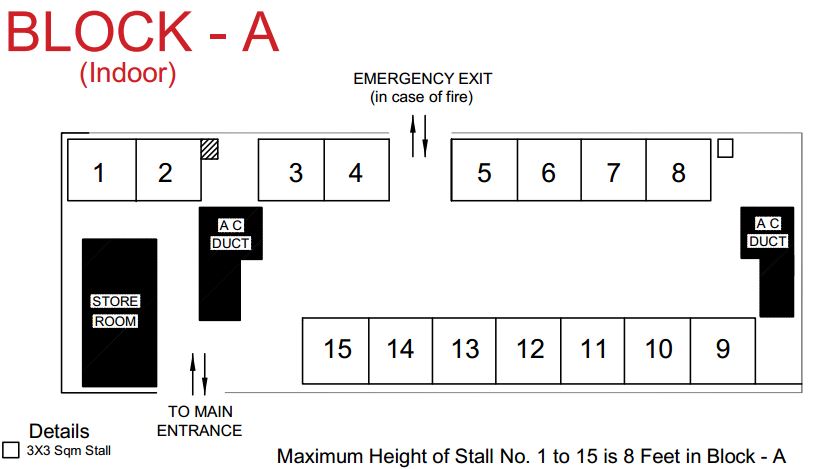 BLOCK - A
(Indoor)
EMERGENCY EXIT
(in case of fire)
1 2 3 4 5 6 7 8
A C
DUCT
A C
DUCT
STORE
ROOM
15 14 13 12 11 10 9
TO MAIN
ENTRANCE
Details
3X3 Sqm Stall
Maximum Height of Stall No. 1 to 15 is 8 Feet in Block - A